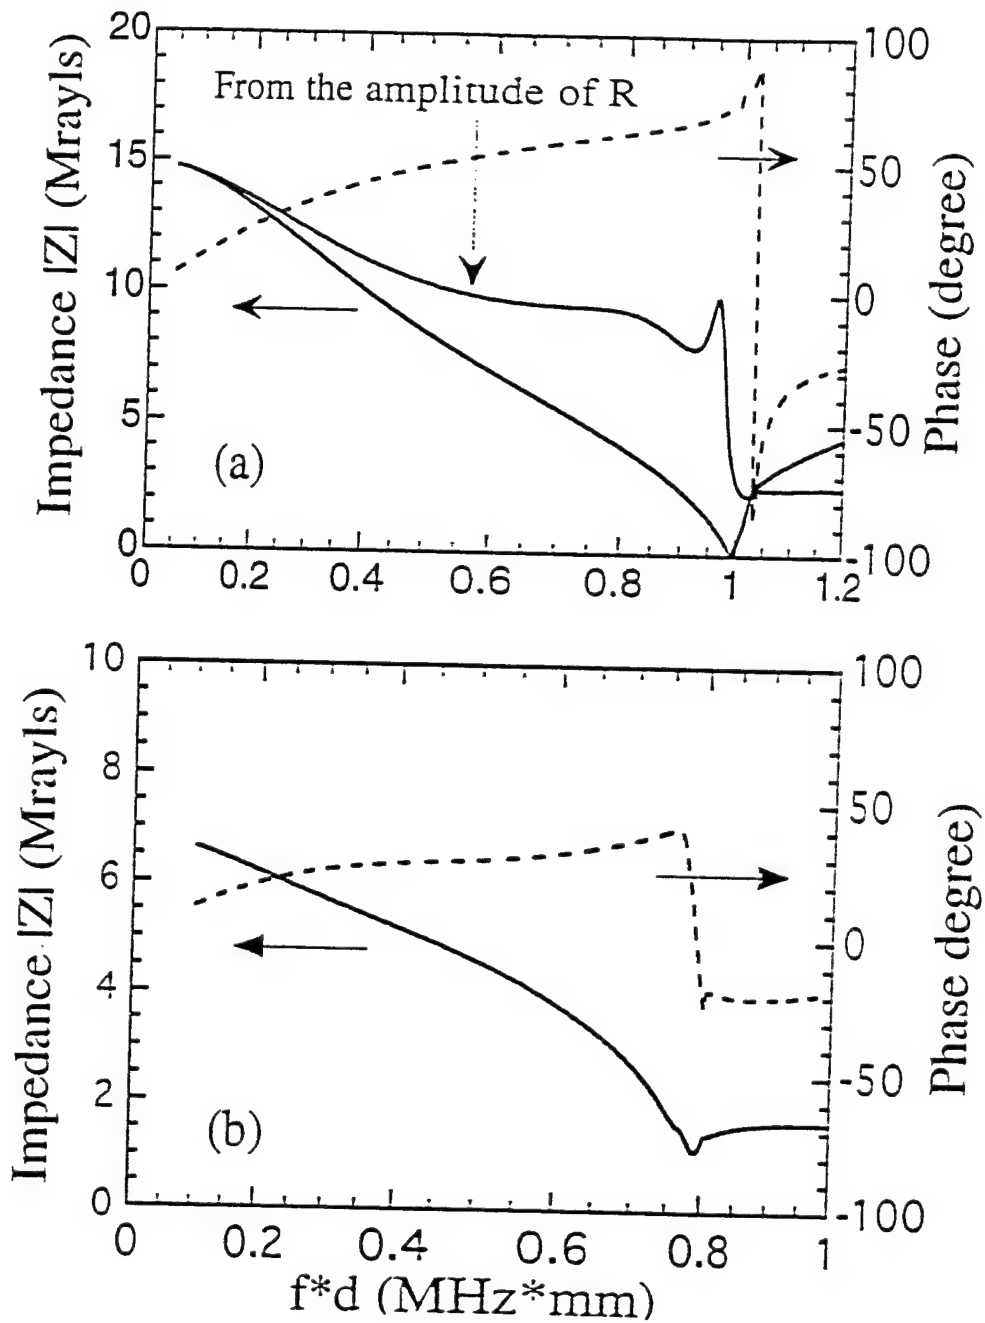 20
100
Impedance |Z| (Mrayls)
From the amplitude of R
15
50
10
0
Phase (degree)
5
-50
(a)
0
-100
0 0.2 0.4 0.6 0.8 1 1.2
10
100
Impedance |Z| (Mrayls)
8
50
6
0
Phase degree)
4
-50
2
(b)
0
-100
0 0.2 0.4 0.6 0.8 1
f*d (MHz*mm)